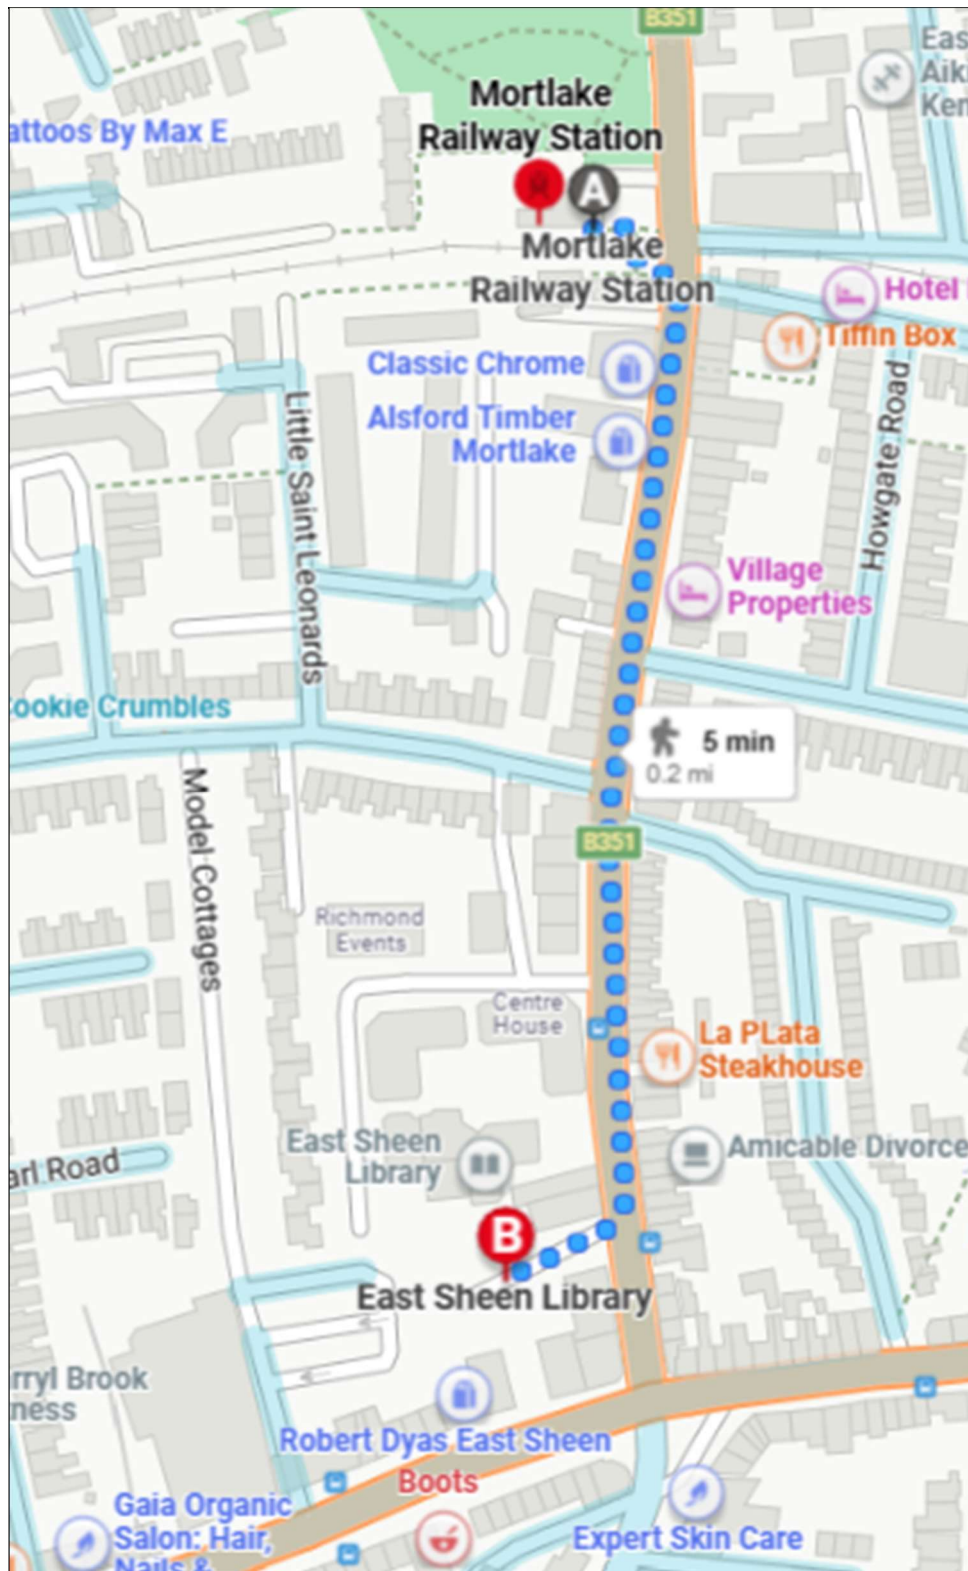 B351
Eas
Aik
Ken
Mortlake
Railway Station
attoos By Max E
A
Mortlake
Railway Station
Hotel
Tiffin Box
Classic Chrome
Alsford Timber
Mortlake
Howgate Road
Little Saint Leonards
Village
Properties
ookie Crumbles
5 min
0.2 mi
Model Cottages
B351
Richmond
Events
Centre
House
La PLata
Steakhouse
East Sheen
Library
Amicable Divorce
arl Road
B
East Sheen Library
rryl Brook
ness
Robert Dyas East Sheen
Boots
Gaia Organic
Salon: Hair,
Nails &
Expert Skin Care